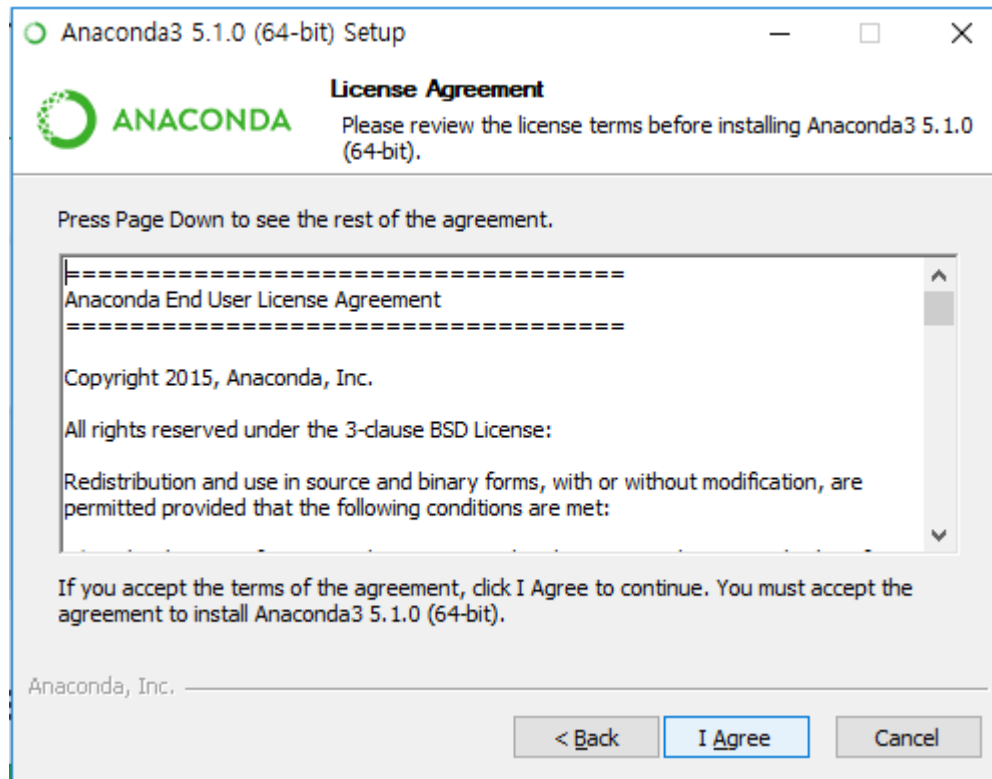 Anaconda3 5.1.0 (64-bit) Setup
ANACONDA
License Agreement
Please review the license terms before installing Anaconda3 5.1.0
(64-bit).
Press Page Down to see the rest of the agreement.
===================================
Anaconda End User License Agreement
===================================
Copyright 2015, Anaconda, Inc.
All rights reserved under the 3-clause BSD License:
Redistribution and use in source and binary forms, with or without modification, are
permitted provided that the following conditions are met:
If you accept the terms of the agreement, click I Agree to continue. You must accept the
agreement to install Anaconda3 5.1.0 (64-bit).
Anaconda, Inc.
< Back
I Agree
Cancel